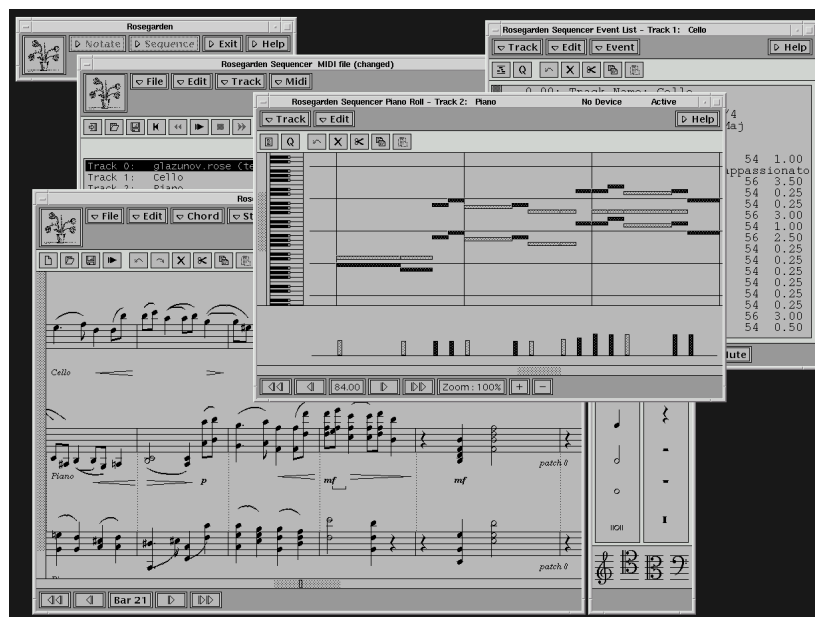 Rosegarden
Notate Sequence Exit Help
Rosegarden Sequencer MIDI file (changed)
File Edit Track Midi
Track 0: glazunov.rose (te
Track 1: Cello
Track 2: Piano
Rosegarden Sequencer Event List - Track 1: Cello
Track Edit Event Help
0.00: Track Name: Cello
/4
Maj
54 1.00
appassionato
56 3.50
54 0.25
54 0.25
56 3.00
54 1.00
56 2.50
54 0.25
54 0.25
54 0.25
54 0.25
54 0.25
54 0.25
56 3.00
54 0.50
Mute
Rosegarden Sequencer Piano Roll - Track 2: Piano No Device Active
Track Edit Help
84.00 Zoom : 100% + −
Ros
File Edit Chord St
Cello
Piano
p
mf
mf
patch 0
patch 0
Bar 21